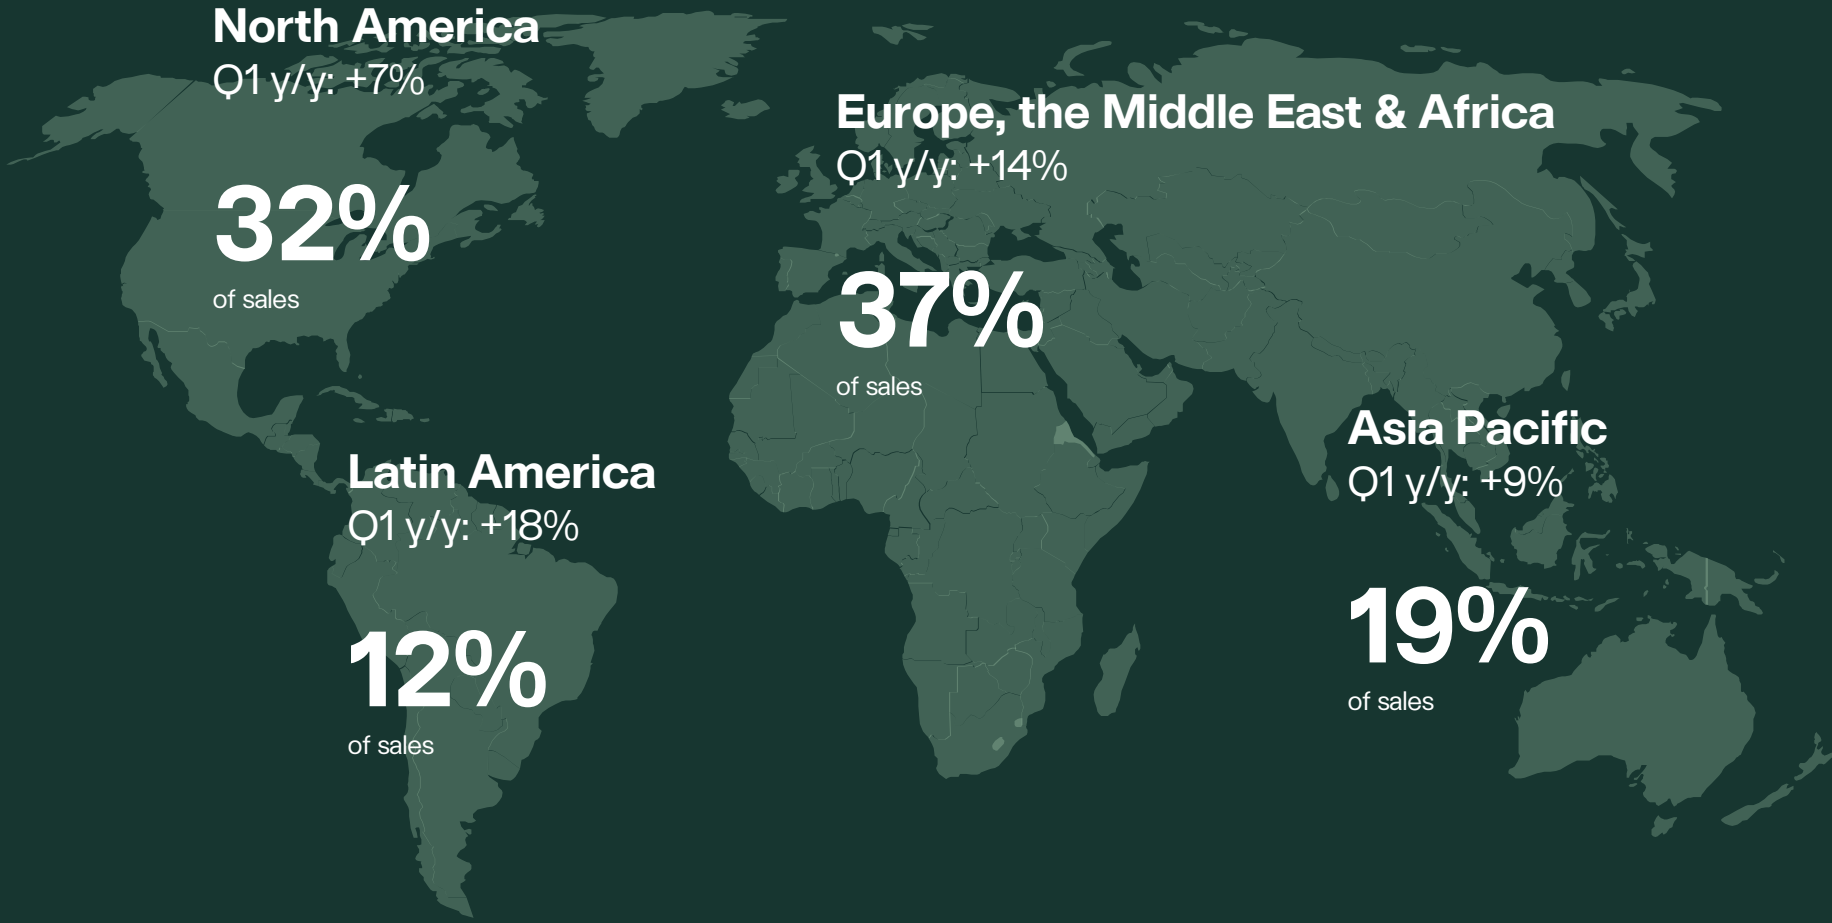 North America
Q1 y/y: +7%
32%
of sales
Europe, the Middle East & Africa
Q1 y/y: +14%
37%
of sales
Latin America
Q1 y/y: +18%
12%
of sales
Asia Pacific
Q1 y/y: +9%
19%
of sales